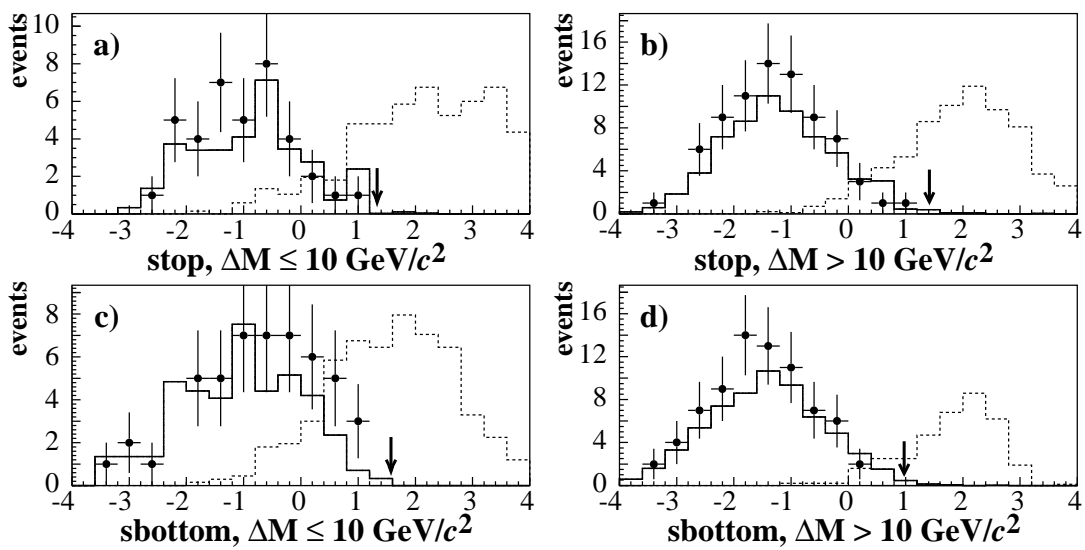 events
a)
10
8
6
4
2
0
-4 -3 -2 -1 0 1 2 3 4
stop, ΔM ≤ 10 GeV/c²
events
b)
16
12
8
4
0
-4 -3 -2 -1 0 1 2 3 4
stop, ΔM > 10 GeV/c²
events
c)
8
6
4
2
0
-4 -3 -2 -1 0 1 2 3 4
sbottom, ΔM ≤ 10 GeV/c²
events
d)
16
12
8
4
0
-4 -3 -2 -1 0 1 2 3 4
sbottom, ΔM > 10 GeV/c²